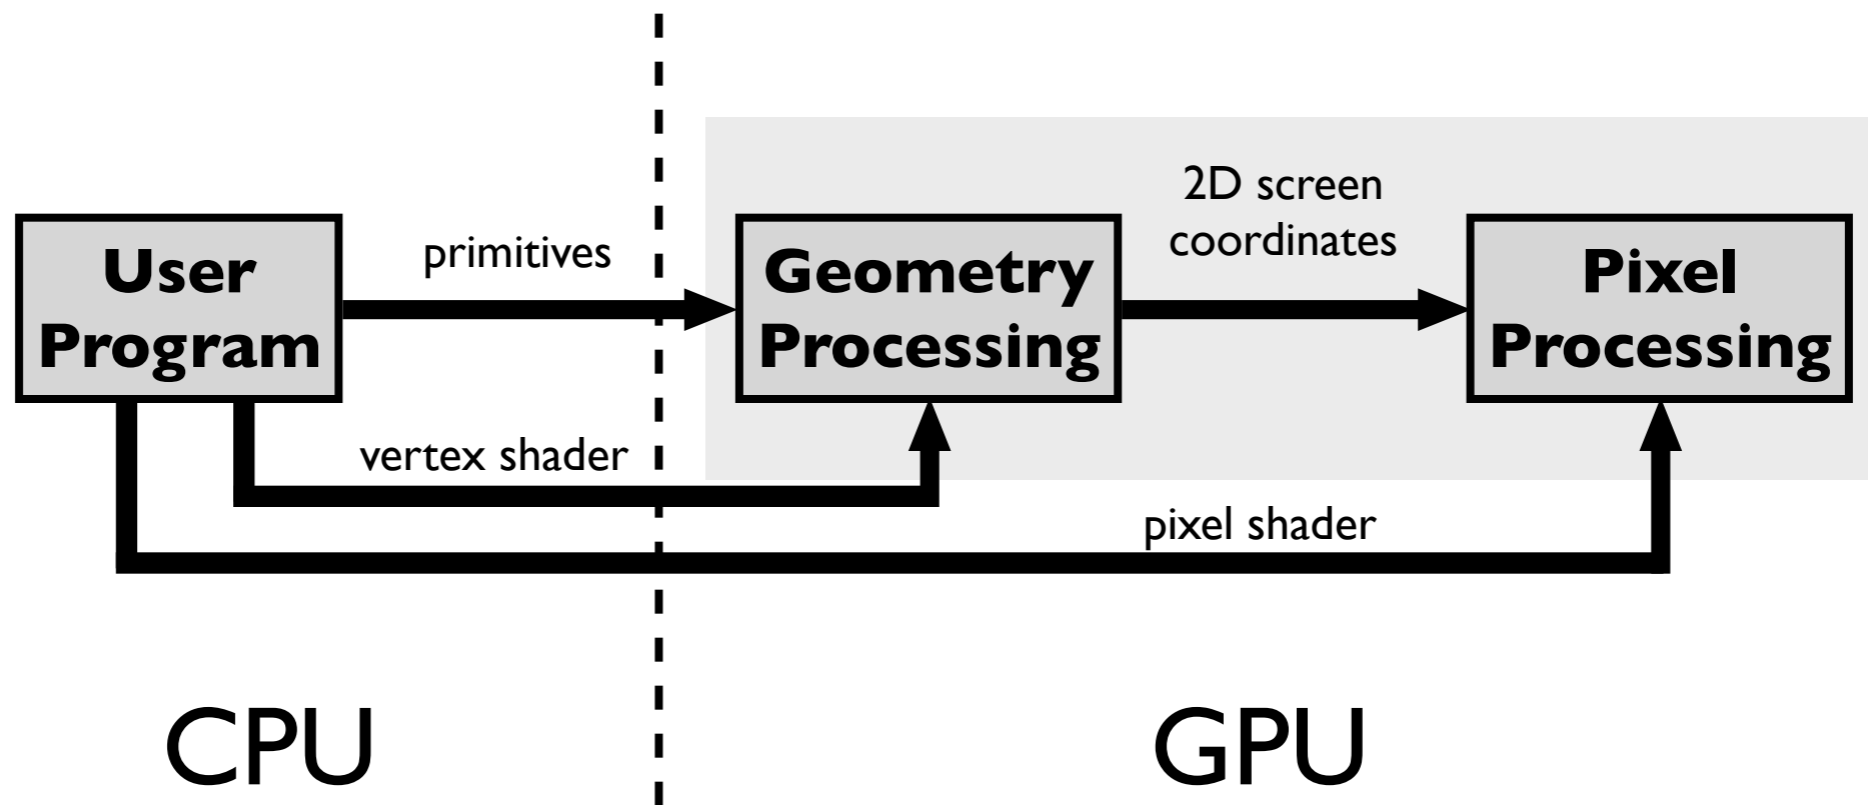 User
Program
primitives
Geometry
Processing
2D screen
coordinates
Pixel
Processing
vertex shader
pixel shader
CPU
GPU